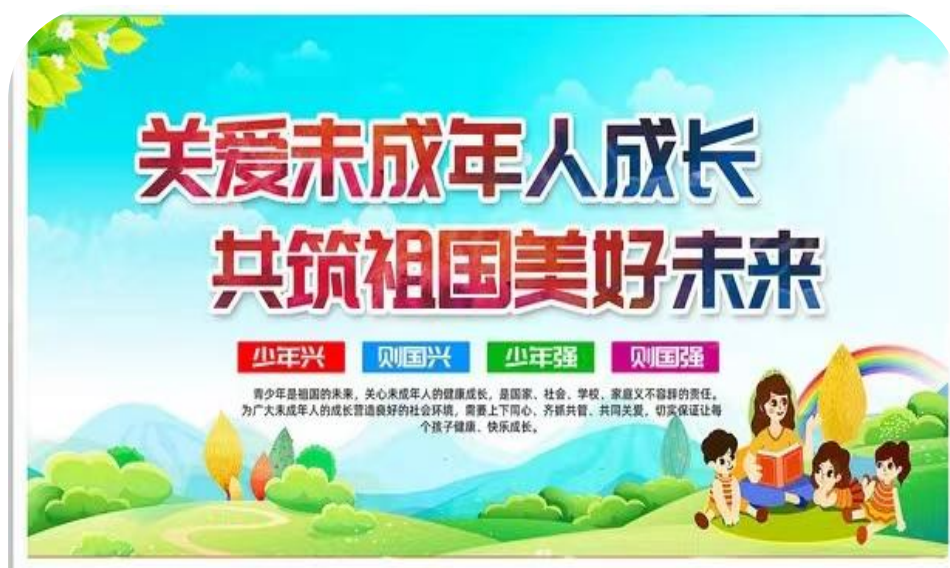 关爱未成年人成长
共筑祖国美好未来
少年兴 则国兴 少年强 则国强
青少年是祖国的未来，关心未成年人的健康成长，是国家、社会、学校、家庭义不容辞的责任。
为广大未成年人的成长营造良好的社会环境，需要上下同心、齐抓共管、共同关爱，切实保证让每
个孩子健康、快乐成长。